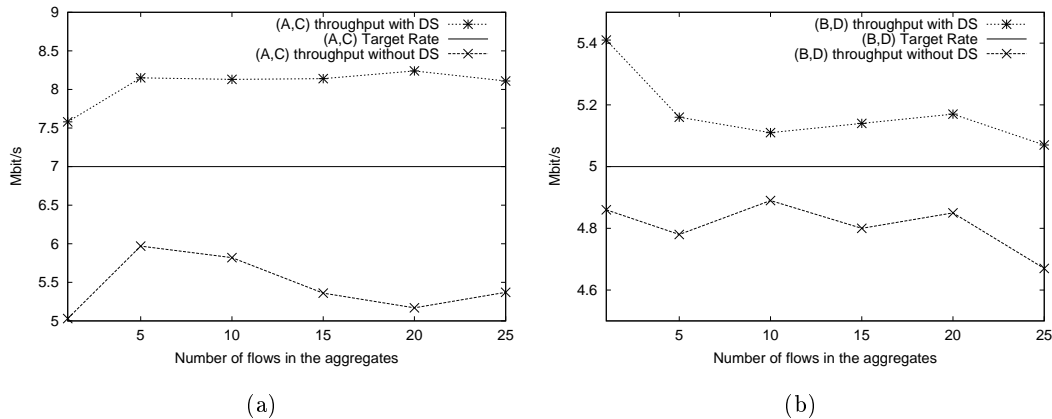 9
8.5
8
7.5
7
6.5
6
5.5
5
Mbit/s
(A,C) throughput with DS
(A,C) Target Rate
(A,C) throughput without DS
5 10 15 20 25
Number of flows in the aggregates
(a)
5.4
5.2
5
4.8
4.6
Mbit/s
(B,D) throughput with DS
(B,D) Target Rate
(B,D) throughput without DS
5 10 15 20 25
Number of flows in the aggregates
(b)